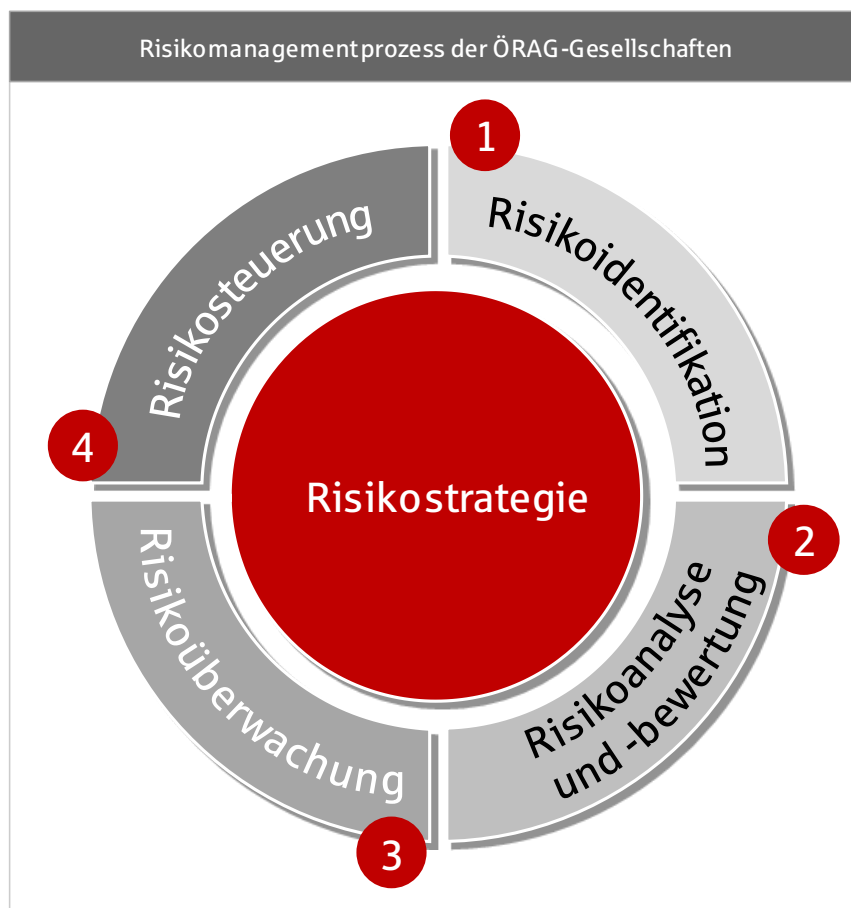 Risikomanagementprozess der ÖRAG-Gesellschaften
1
Risikoidentifikation
2
Risikoanalyse
und -bewertung
3
Risikoüberwachung
4
Risikosteuerung
Risikostrategie